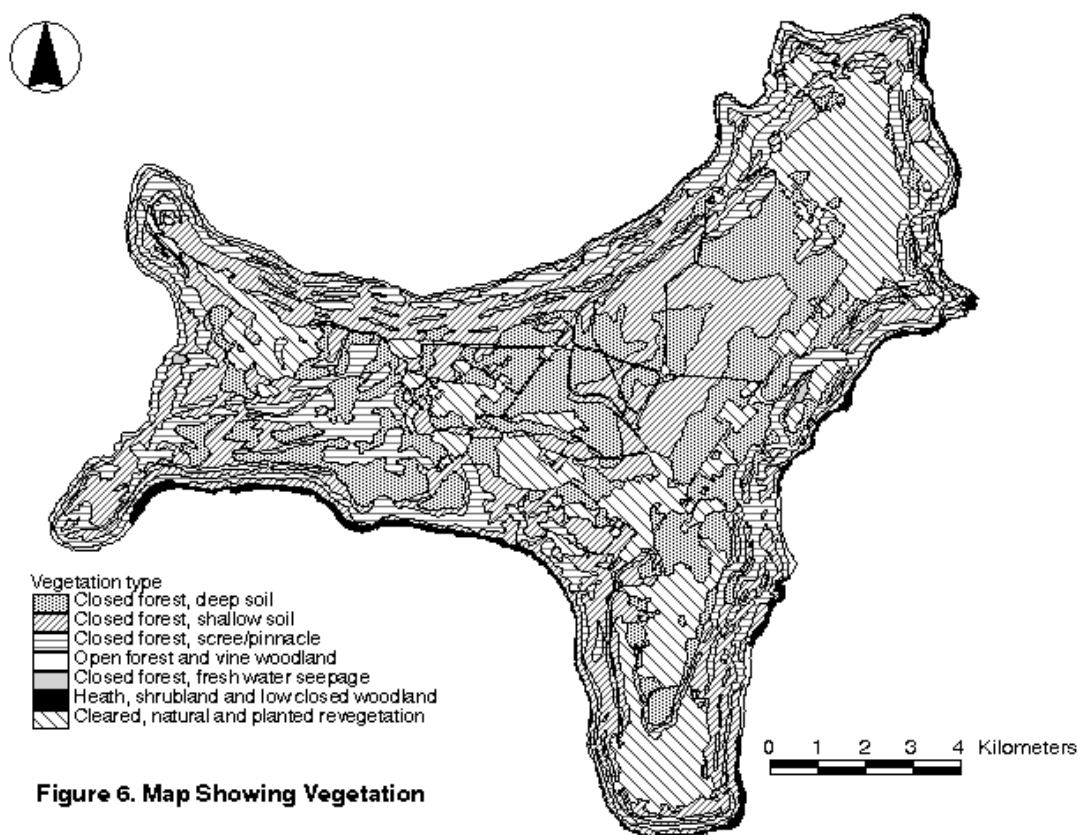 Vegetation type
Closed forest, deep soil
Closed forest, shallow soil
Closed forest, scree/pinnacle
Open forest and vine woodland
Closed forest, fresh water seepage
Heath, shrubland and low closed woodland
Cleared, natural and planted revegetation
0 1 2 3 4 Kilometers
Figure 6. Map Showing Vegetation